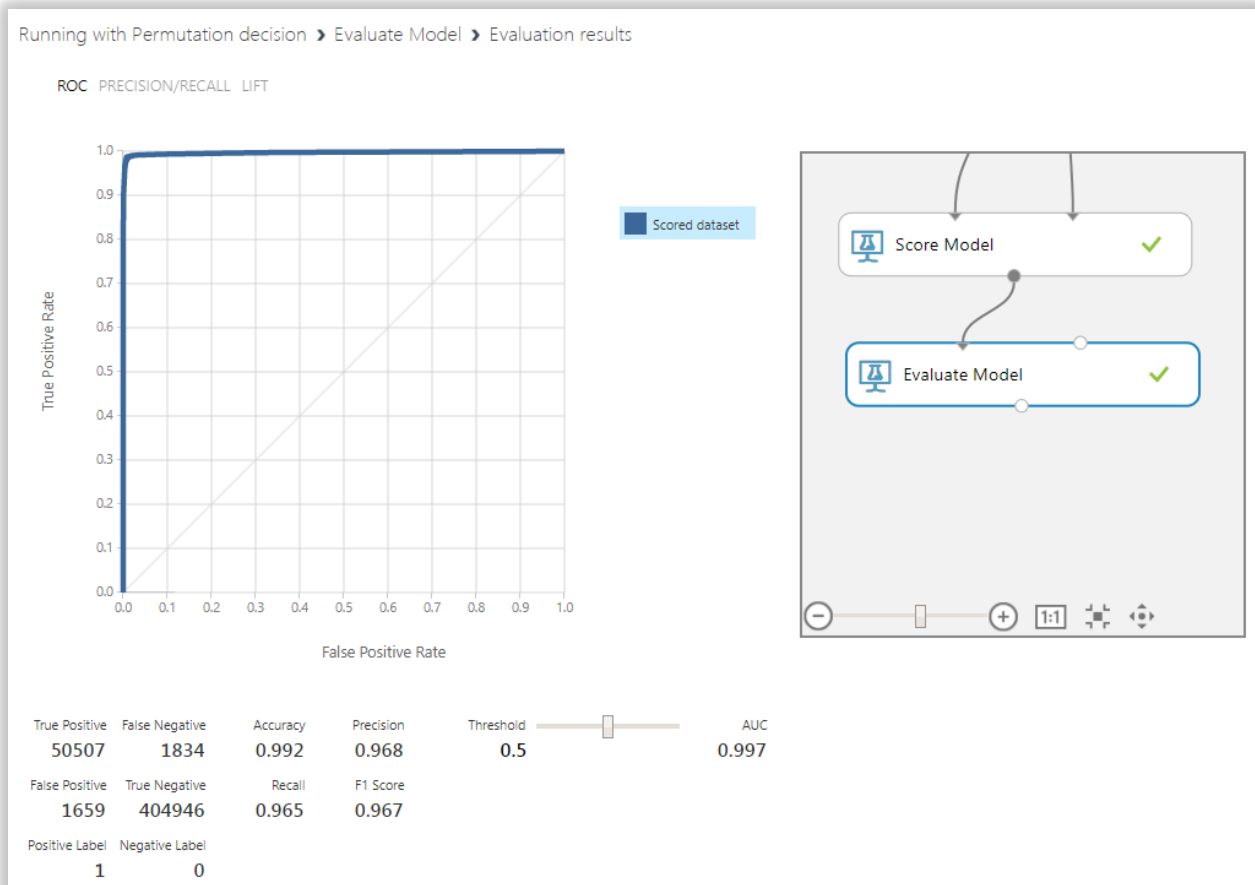 Running with Permutation decision › Evaluate Model › Evaluation results
ROC PRECISION/RECALL LIFT
1.0
0.9
0.8
0.7
0.6
0.5
0.4
0.3
0.2
0.1
0.0
True Positive Rate
0.0 0.1 0.2 0.3 0.4 0.5 0.6 0.7 0.8 0.9 1.0
False Positive Rate
Scored dataset
Score Model
Evaluate Model
1:1
True Positive False Negative Accuracy Precision Threshold AUC
50507 1834 0.992 0.968 0.5 0.997
False Positive True Negative Recall F1 Score
1659 404946 0.965 0.967
Positive Label Negative Label
1 0